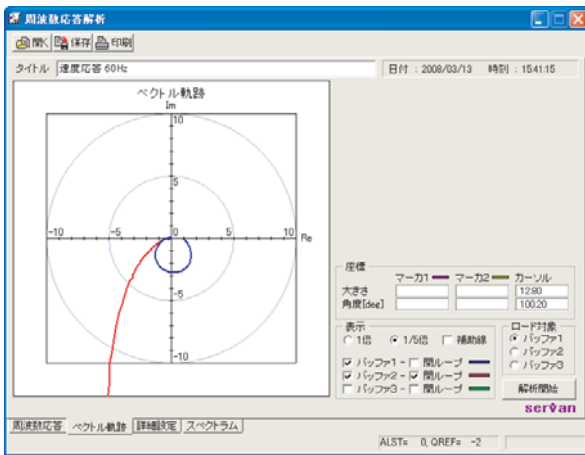 周波数応答解析
開く 保存 印刷
タイトル 速度応答 60Hz 日付 : 2008/03/13 時刻 : 15:41:15
ベクトル軌跡
Im
10
5
-10 -5 0 5 10 Re
-5
-10
座標
マーカ1 マーカ2 カーソル
大きさ 12.80
角度[deg] 100.20
表示 ロード対象
1倍 1/5倍 補助線 バッファ1
バッファ1 - 開ループ バッファ2
バッファ2 - 開ループ バッファ3
バッファ3 - 開ループ 解析開始
servan
周波数応答 ベクトル軌跡 詳細設定 スペクトラム
ALST= 0, QREF= -2